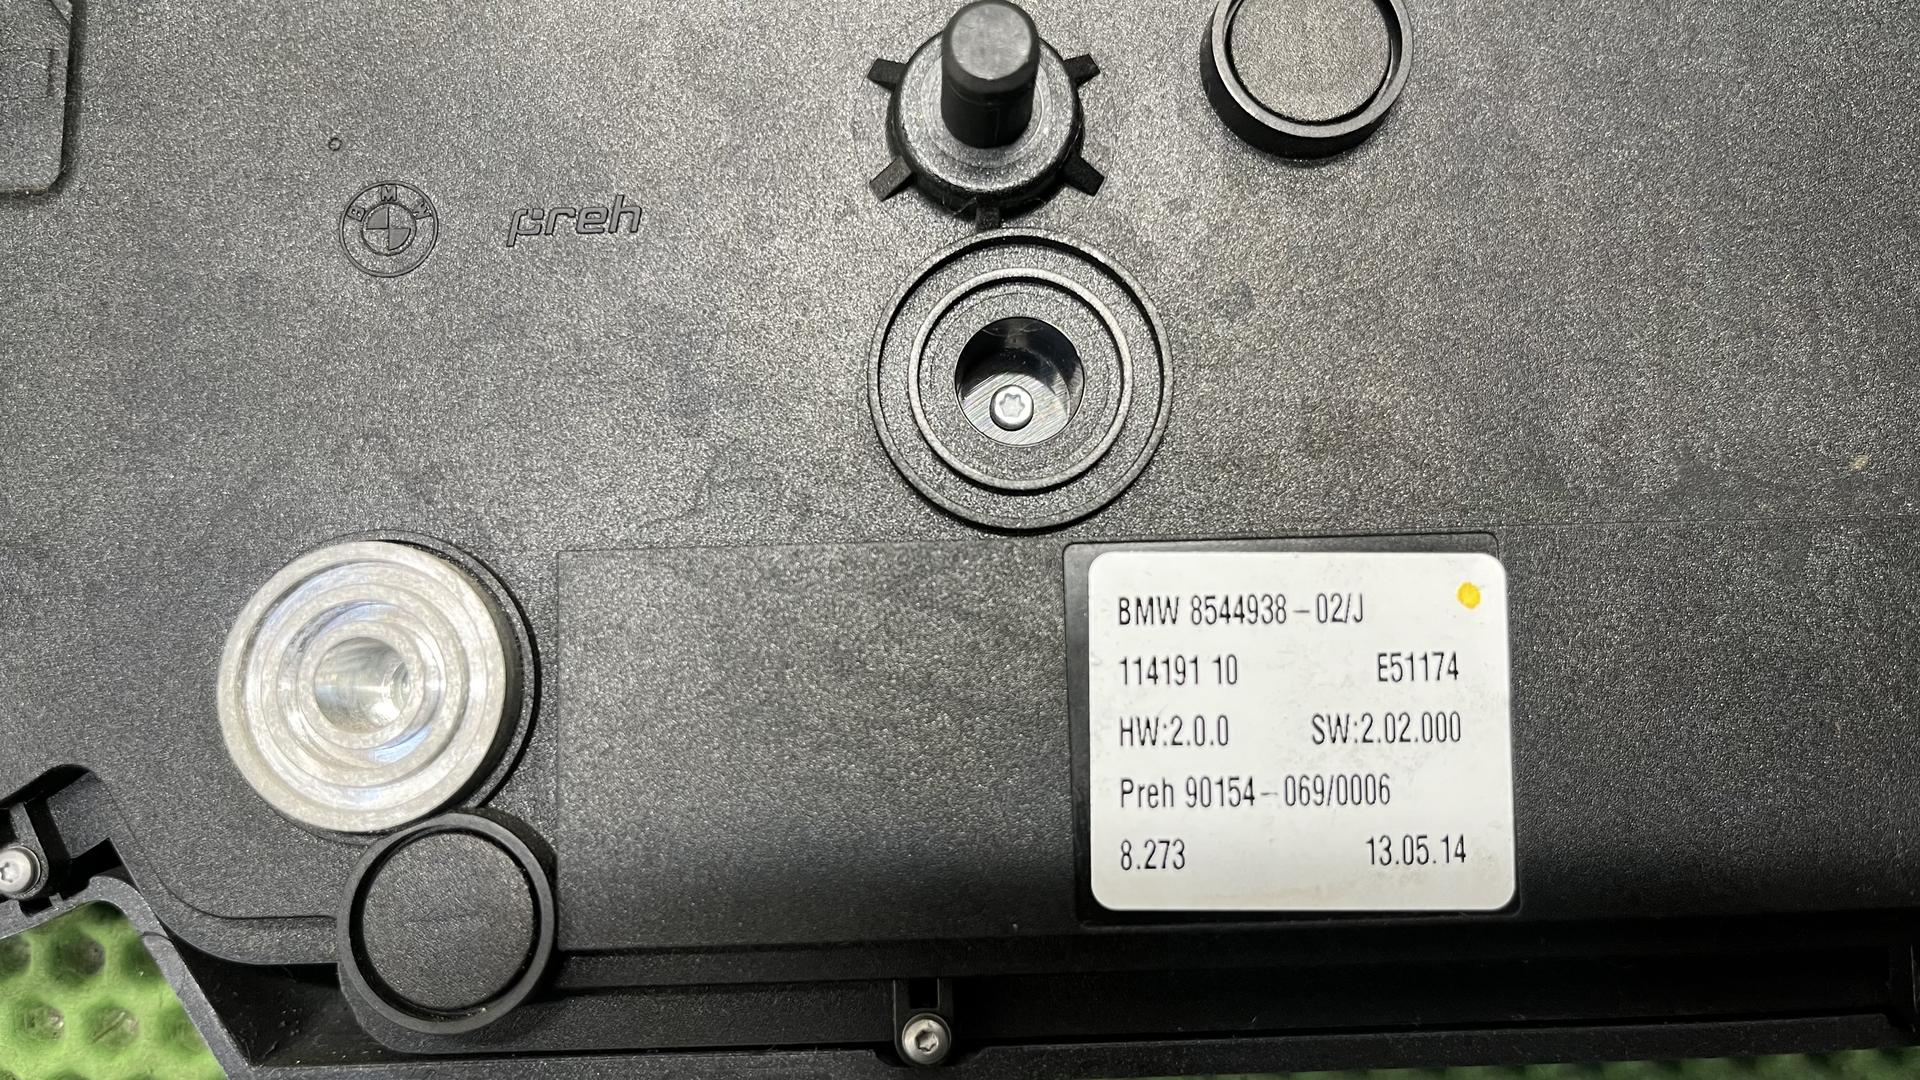 BMW
preh
BMW 8544938-02/J
114191 10 E51174
HW:2.0.0 SW:2.02.000
Preh 90154-069/0006
8.273 13.05.14